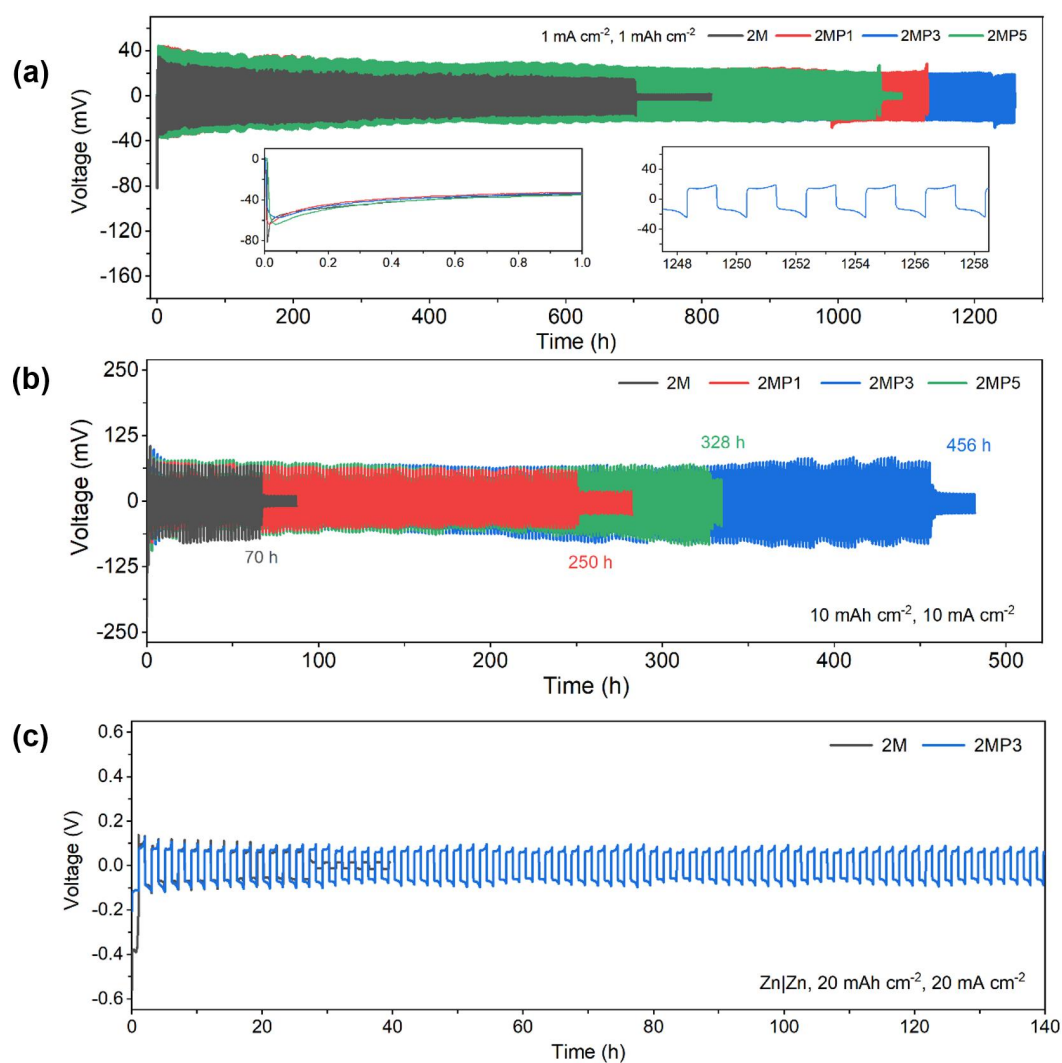 (a)
1 mA cm-2, 1 mAh cm-2 2M 2MP1 2MP3 2MP5
Voltage (mV)
40
0
-40
-80
-120
-160
0
-40
-80
0.0 0.2 0.4 0.6 0.8 1.0
40
0
-40
1248 1250 1252 1254 1256 1258
0 200 400 600 800 1000 1200
Time (h)
(b)
2M 2MP1 2MP3 2MP5
Voltage (mV)
250
125
0
-125
-250
70 h
250 h
328 h
456 h
10 mAh cm-2, 10 mA cm-2
0 100 200 300 400 500
Time (h)
(c)
2M 2MP3
Voltage (V)
0.6
0.4
0.2
0.0
-0.2
-0.4
-0.6
Zn|Zn, 20 mAh cm-2, 20 mA cm-2
0 20 40 60 80 100 120 140
Time (h)